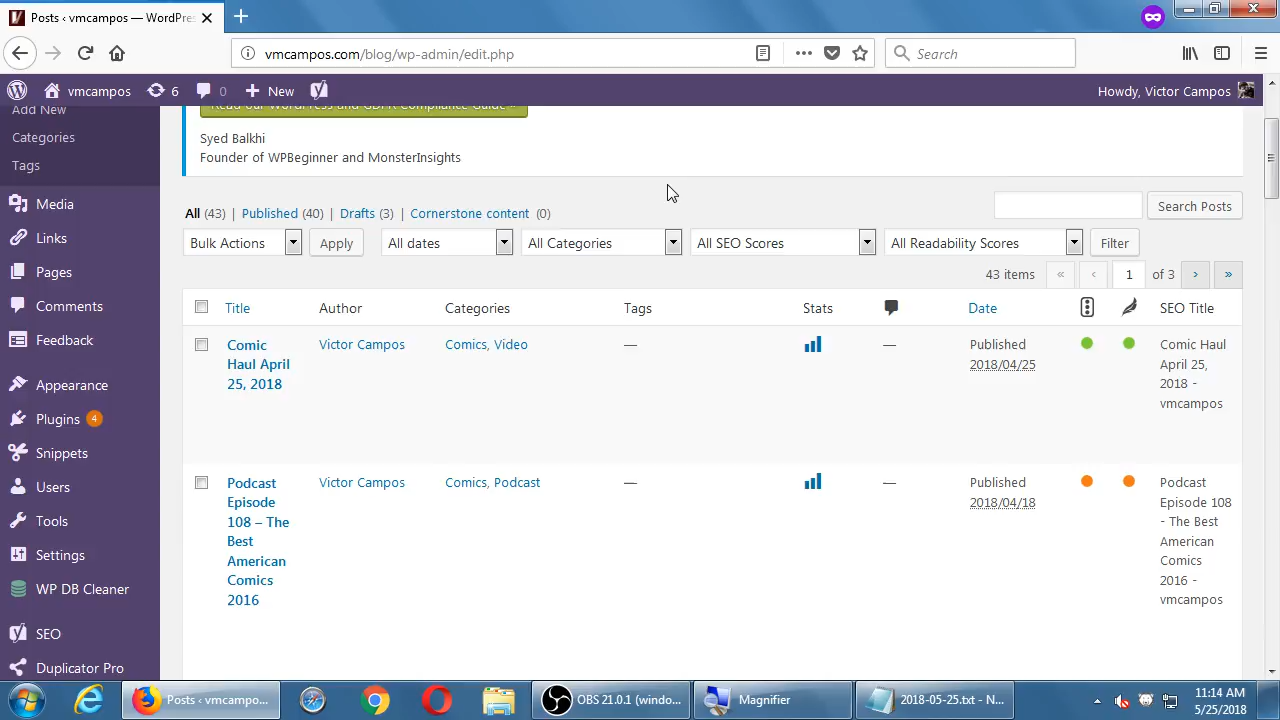 Posts ‹ vmcampos — WordPre
vmcampos.com/blog/wp-admin/edit.php
Search
vmcampos
6
0
New
Howdy, Victor Campos
Add New
Categories
Tags
Media
Links
Pages
Comments
Feedback
Appearance
Plugins 4
Snippets
Users
Tools
Settings
WP DB Cleaner
SEO
Duplicator Pro
Read our WordPress and GDPR Compliance Guide »
Syed Balkhi
Founder of WPBeginner and MonsterInsights
All (43) | Published (40) | Drafts (3) | Cornerstone content (0)
Search Posts
Bulk Actions
Apply
All dates
All Categories
All SEO Scores
All Readability Scores
Filter
43 items « ‹ 1 of 3 › »
Title Author Categories Tags Stats Date SEO Title
Comic
Haul April
25, 2018
Victor Campos
Comics, Video
—
—
Published
2018/04/25
Comic Haul
April 25,
2018 -
vmcampos
Podcast
Episode
108 – The
Best
American
Comics
2016
Victor Campos
Comics, Podcast
—
—
Published
2018/04/18
Podcast
Episode 108
- The Best
American
Comics
2016 -
vmcampos
Posts ‹ vmcampo...
OBS 21.0.1 (windo...
Magnifier
2018-05-25.txt - N...
11:14 AM
5/25/2018